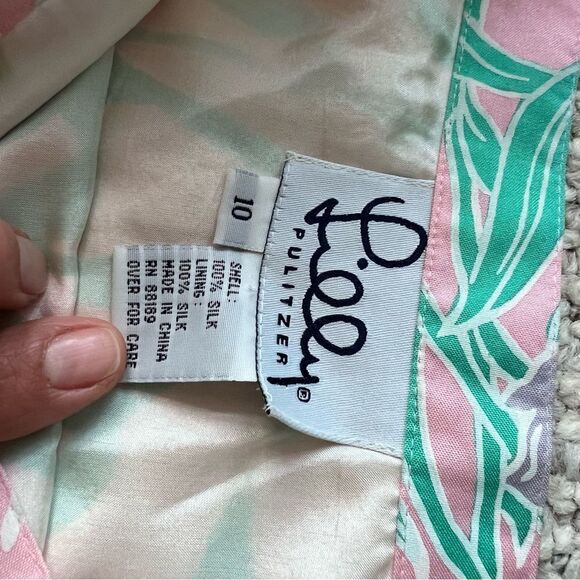 Lilly®
PULITZER
10
SHELL:
100% SILK
LINING:
100% SILK
MADE IN CHINA
RN 88189
OVER FOR CARE